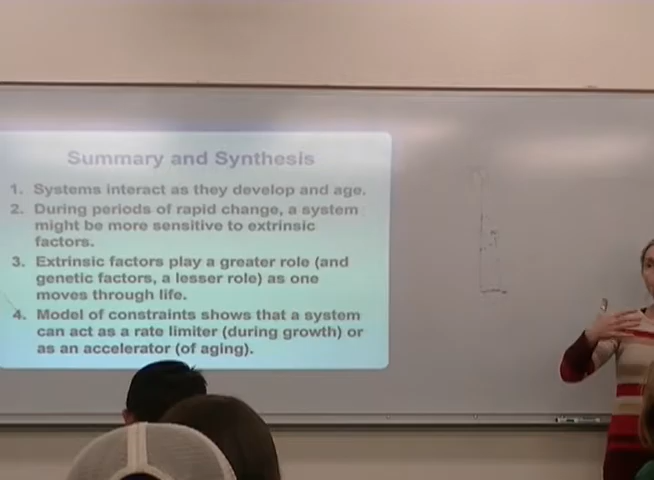 Summary and Synthesis
1. Systems interact as they develop and age.
2. During periods of rapid change, a system
might be more sensitive to extrinsic
factors.
3. Extrinsic factors play a greater role (and
genetic factors, a lesser role) as one
moves through life.
4. Model of constraints shows that a system
can act as a rate limiter (during growth) or
as an accelerator (of aging).